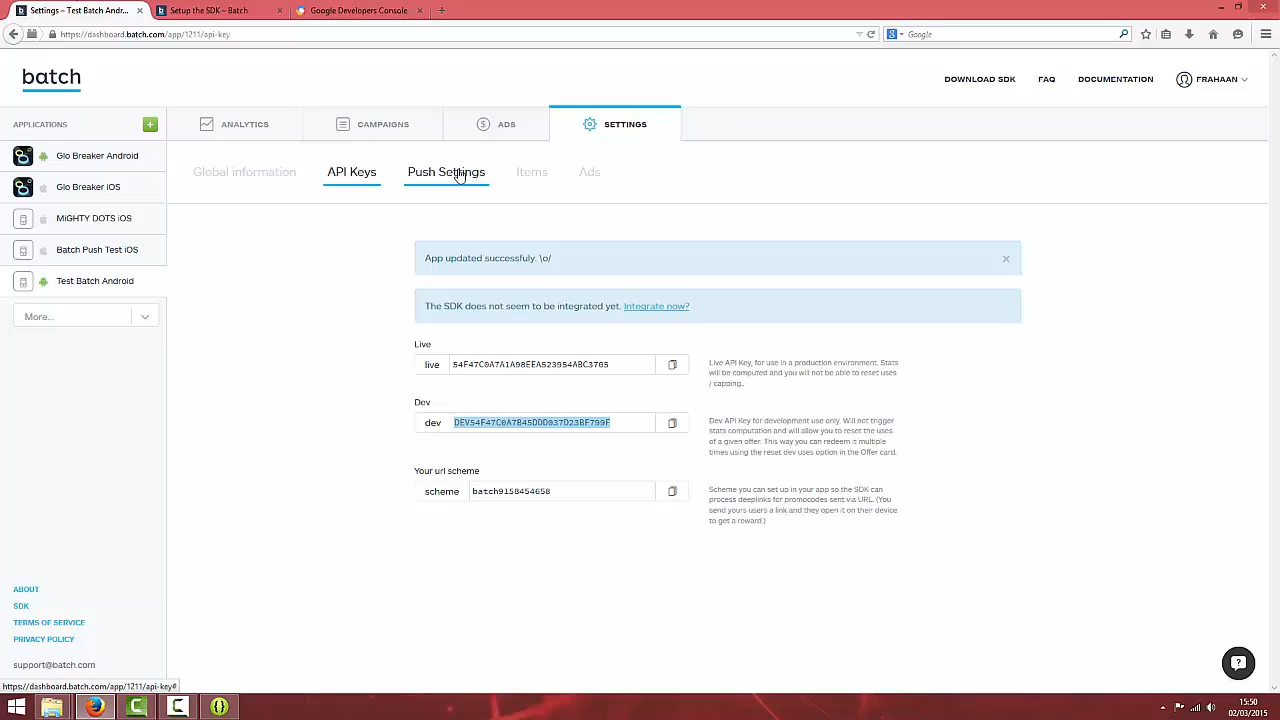 Settings – Test Batch Andr...
Setup the SDK – Batch
Google Developers Console
https://dashboard.batch.com/app/1211/api-key
Google
batch
DOWNLOAD SDK
FAQ
DOCUMENTATION
FRAHAAN
APPLICATIONS
ANALYTICS
CAMPAIGNS
ADS
SETTINGS
Glo Breaker Android
Glo Breaker iOS
MiGHTY DOTS iOS
Batch Push Test iOS
Test Batch Android
More...
Global information
API Keys
Push Settings
Items
Ads
App updated successfuly. \o/
The SDK does not seem to be integrated yet. Integrate now?
Live
live 54F47C0A7A1A98EEA523954ABC3705
Live API Key, for use in a production environment. Stats
will be computed and you will not be able to reset uses
/ capping..
Dev
dev DEV54F47C0A7B45DDD037D23BF799F
Dev API Key for development use only. Will not trigger
stats computation and will allow you to reset the uses
of a given offer. This way you can redeem it multiple
times using the reset dev uses option in the Offer card.
Your url scheme
scheme batch9158454658
Scheme you can set up in your app so the SDK can
process deeplinks for promocodes sent via URL. (You
send yours users a link and they open it on their device
to get a reward.)
ABOUT
SDK
TERMS OF SERVICE
PRIVACY POLICY
support@batch.com
https://dashboard.batch.com/app/1211/api-key#
15:50
02/03/2015